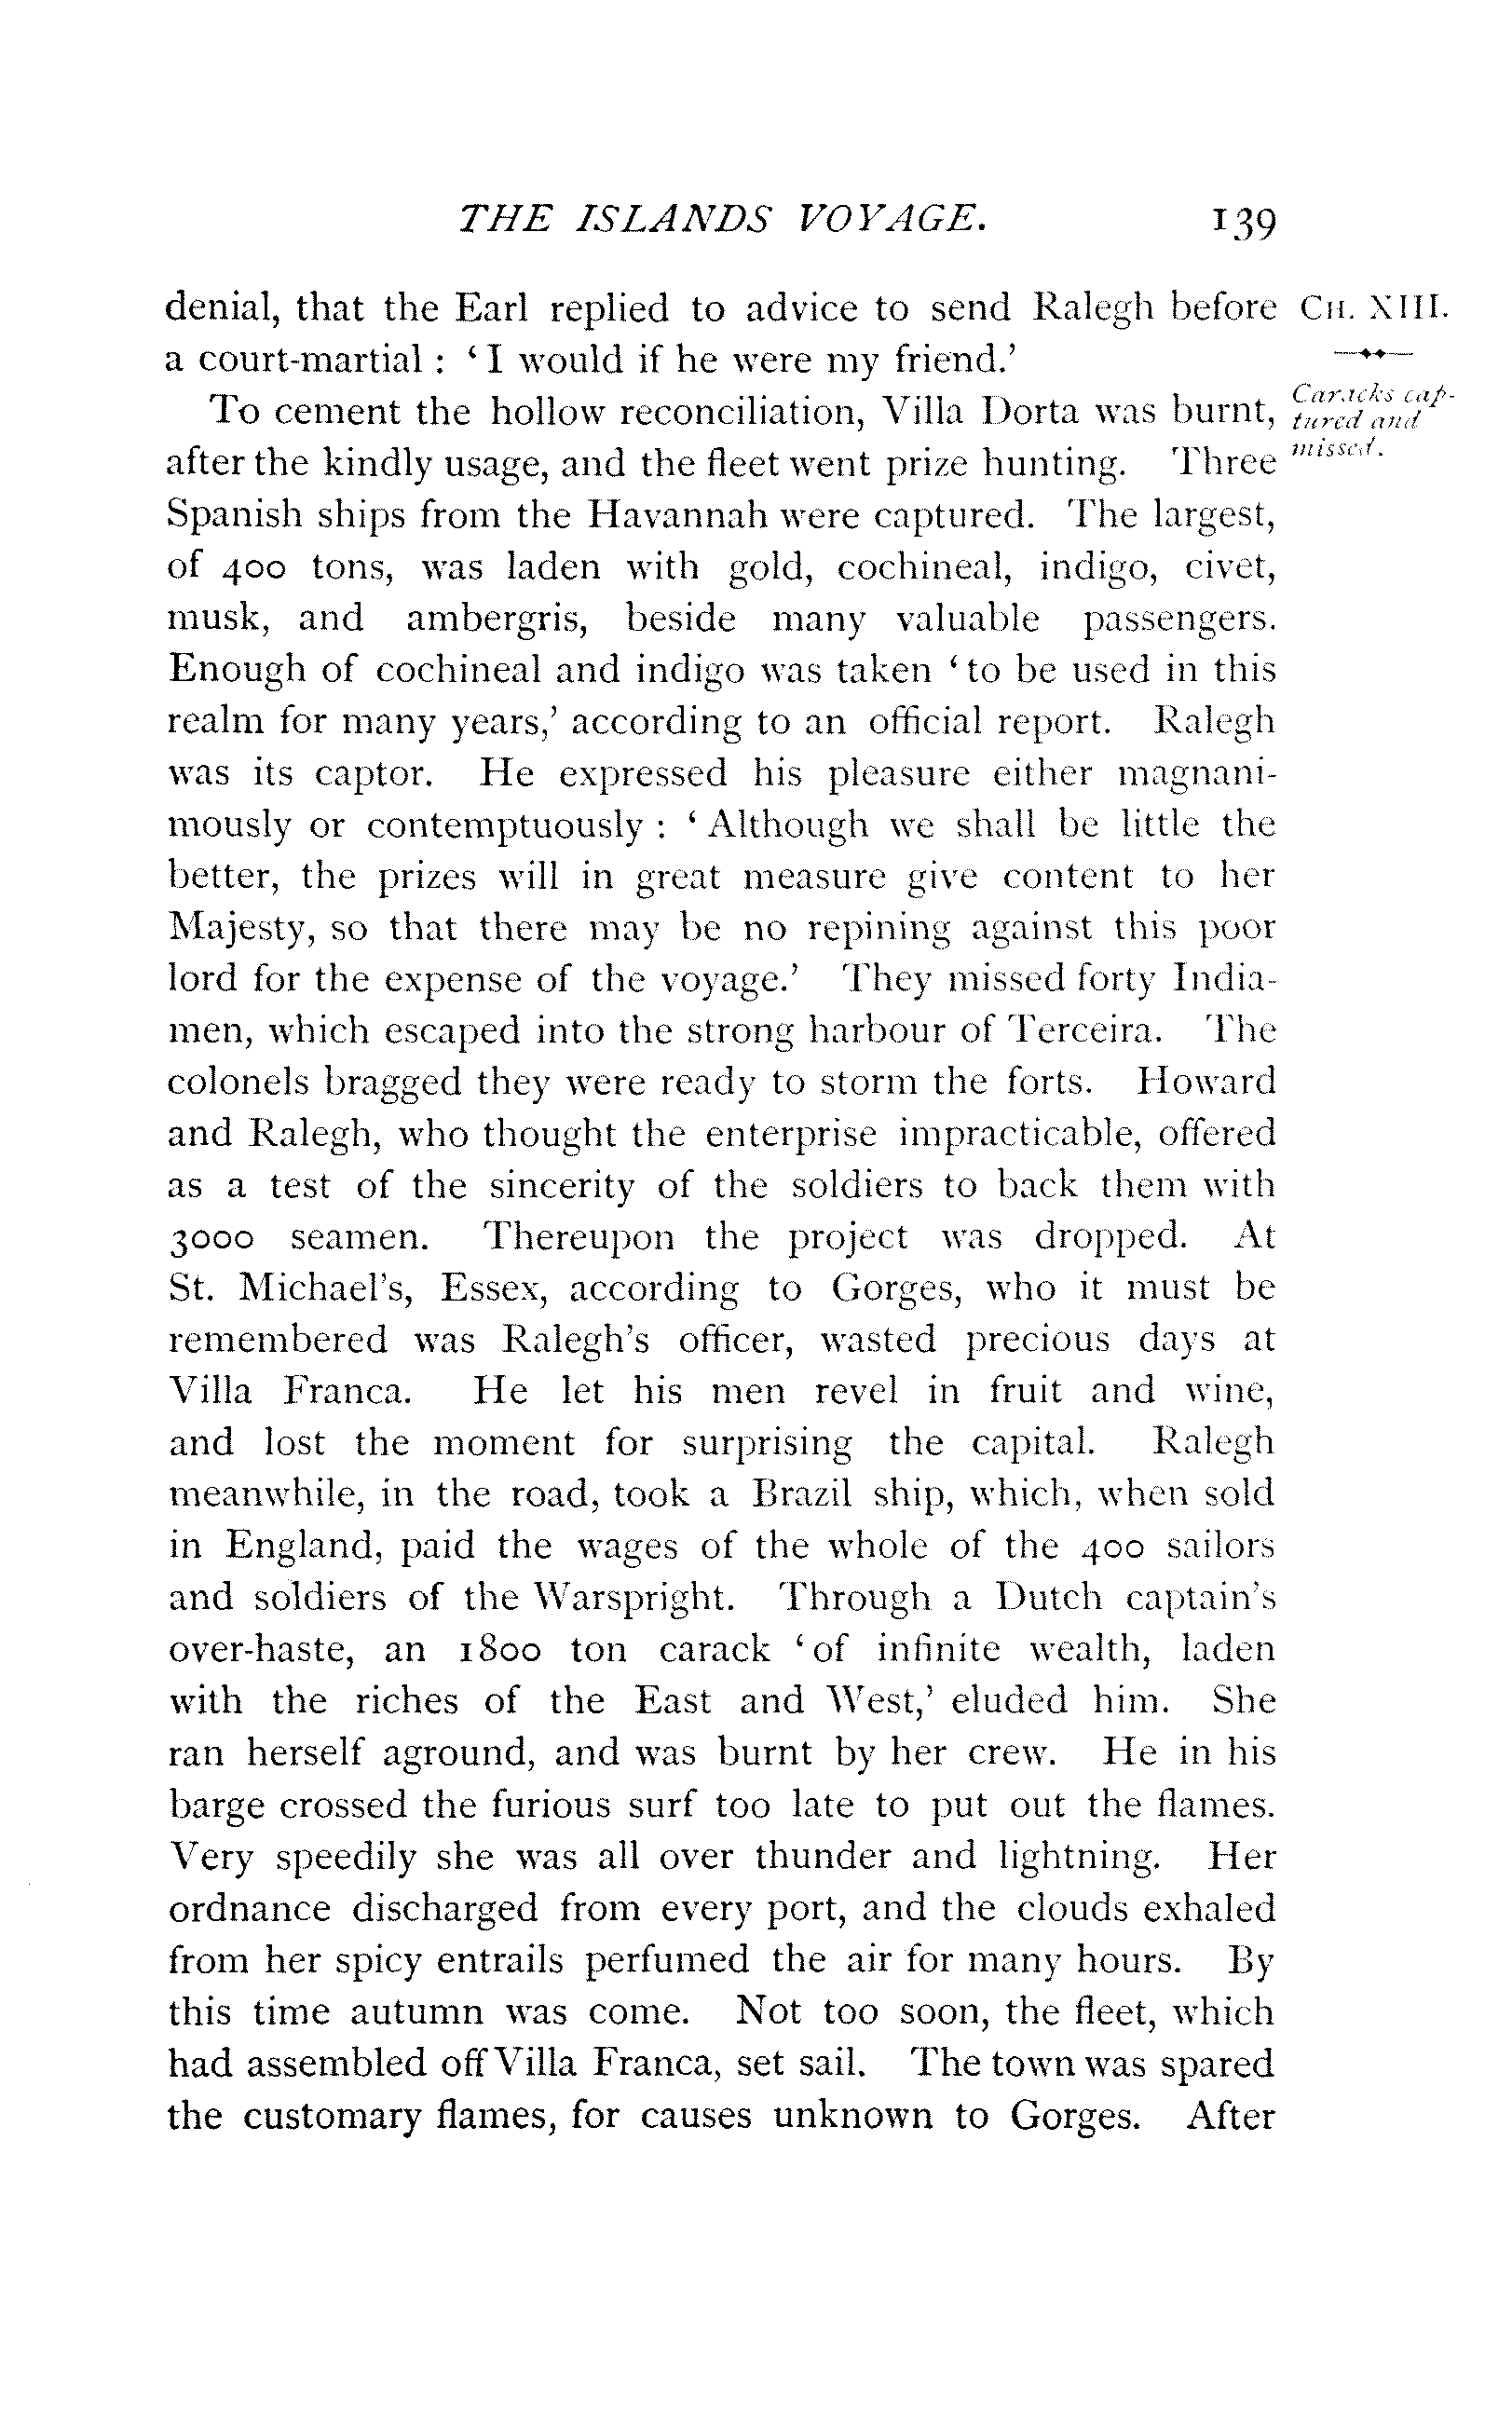 THE ISLANDS VOYAGE. 139
denial, that the Earl replied to advice to send Ralegh before
CH. XIII.
a court-martial : ‘ I would if he were my friend.’
To cement the hollow reconciliation, Villa Dorta was burnt,
Caracks cap-
tured and
missed.
after the kindly usage, and the fleet went prize hunting. Three
Spanish ships from the Havannah were captured. The largest,
of 400 tons, was laden with gold, cochineal, indigo, civet,
musk, and ambergris, beside many valuable passengers.
Enough of cochineal and indigo was taken ‘ to be used in this
realm for many years,’ according to an official report. Ralegh
was its captor. He expressed his pleasure either magnani-
mously or contemptuously : ‘ Although we shall be little the
better, the prizes will in great measure give content to her
Majesty, so that there may be no repining against this poor
lord for the expense of the voyage.’ They missed forty India-
men, which escaped into the strong harbour of Terceira. The
colonels bragged they were ready to storm the forts. Howard
and Ralegh, who thought the enterprise impracticable, offered
as a test of the sincerity of the soldiers to back them with
3000 seamen. Thereupon the project was dropped. At
St. Michael's, Essex, according to Gorges, who it must be
remembered was Ralegh's officer, wasted precious days at
Villa Franca. He let his men revel in fruit and wine,
and lost the moment for surprising the capital. Ralegh
meanwhile, in the road, took a Brazil ship, which, when sold
in England, paid the wages of the whole of the 400 sailors
and soldiers of the Warspright. Through a Dutch captain's
over-haste, an 1800 ton carack ‘ of infinite wealth, laden
with the riches of the East and West,’ eluded him. She
ran herself aground, and was burnt by her crew. He in his
barge crossed the furious surf too late to put out the flames.
Very speedily she was all over thunder and lightning. Her
ordnance discharged from every port, and the clouds exhaled
from her spicy entrails perfumed the air for many hours. By
this time autumn was come. Not too soon, the fleet, which
had assembled off Villa Franca, set sail. The town was spared
the customary flames, for causes unknown to Gorges. After